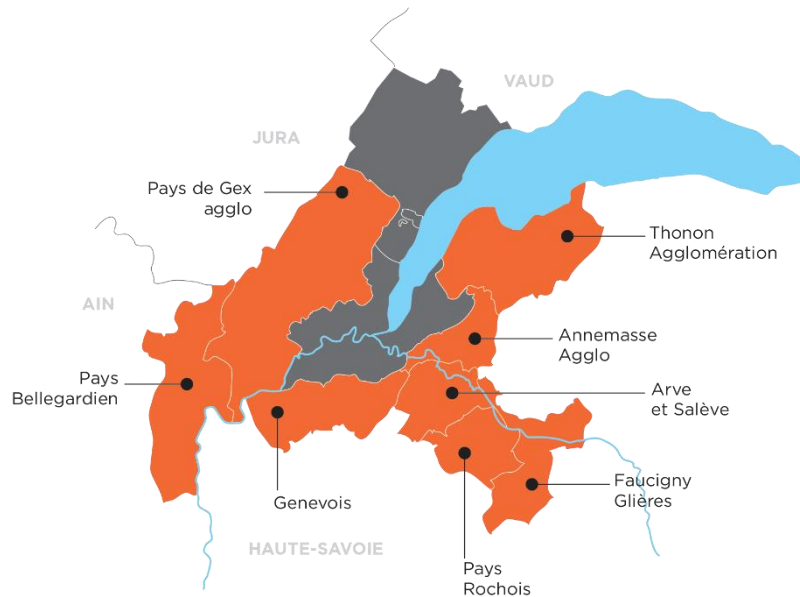 VAUD
JURA
Pays de Gex
agglo
Thonon
Agglomération
AIN
Annemasse
Agglo
Pays
Bellegardien
Arve
et Salève
Faucigny
Glières
Genevois
HAUTE-SAVOIE
Pays
Rochois